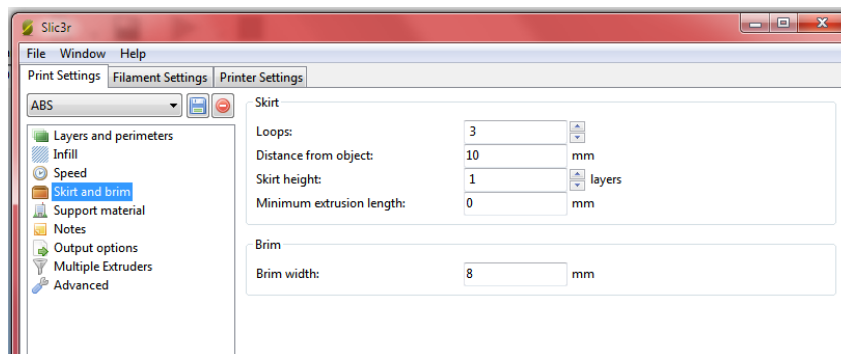 Slic3r
File Window Help
Print Settings Filament Settings Printer Settings
ABS
Layers and perimeters
Infill
Speed
Skirt and brim
Support material
Notes
Output options
Multiple Extruders
Advanced
Skirt
Loops: 3
Distance from object: 10 mm
Skirt height: 1 layers
Minimum extrusion length: 0 mm
Brim
Brim width: 8 mm